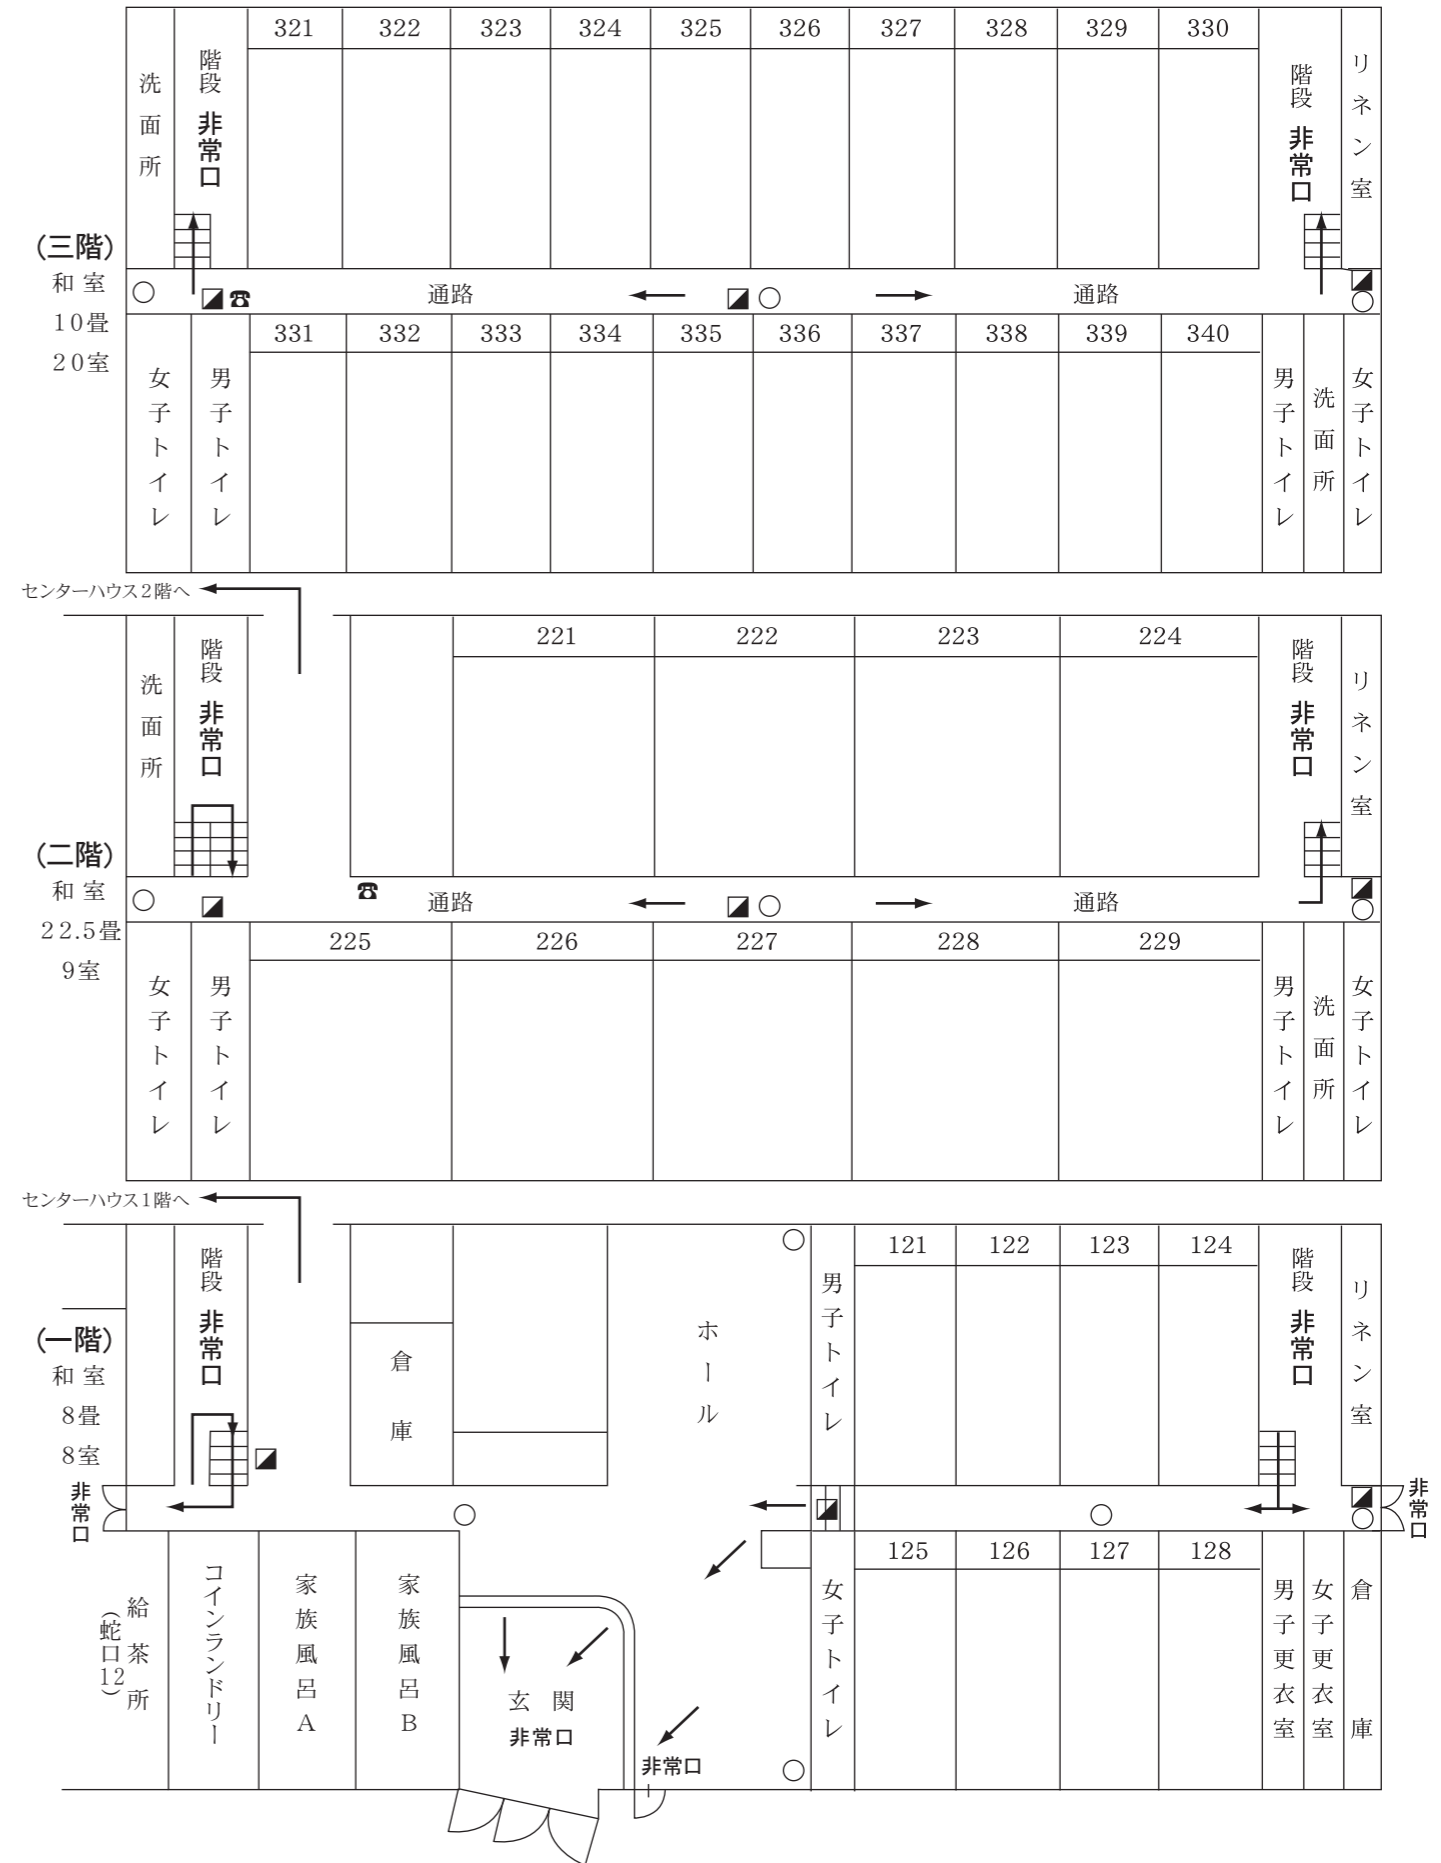 321 322 323 324 325 326 327 328 329 330
洗面所
階段 非常口
階段 非常口
リネン室
(三階)
和室
10畳
20室
通路
通路
331 332 333 334 335 336 337 338 339 340
女子トイレ
男子トイレ
男子トイレ
洗面所
女子トイレ
センターハウス2階へ
221 222 223 224
洗面所
階段 非常口
階段 非常口
リネン室
(二階)
和室
22.5畳
9室
通路
通路
225 226 227 228 229
女子トイレ
男子トイレ
男子トイレ
洗面所
女子トイレ
センターハウス1階へ
121 122 123 124
階段 非常口
倉庫
ホール
男子トイレ
階段 非常口
リネン室
(一階)
和室
8畳
8室
非常口
非常口
125 126 127 128
給茶所
(蛇口12)
コインランドリー
家族風呂A
家族風呂B
玄関
非常口
非常口
女子トイレ
男子更衣室
女子更衣室
倉庫